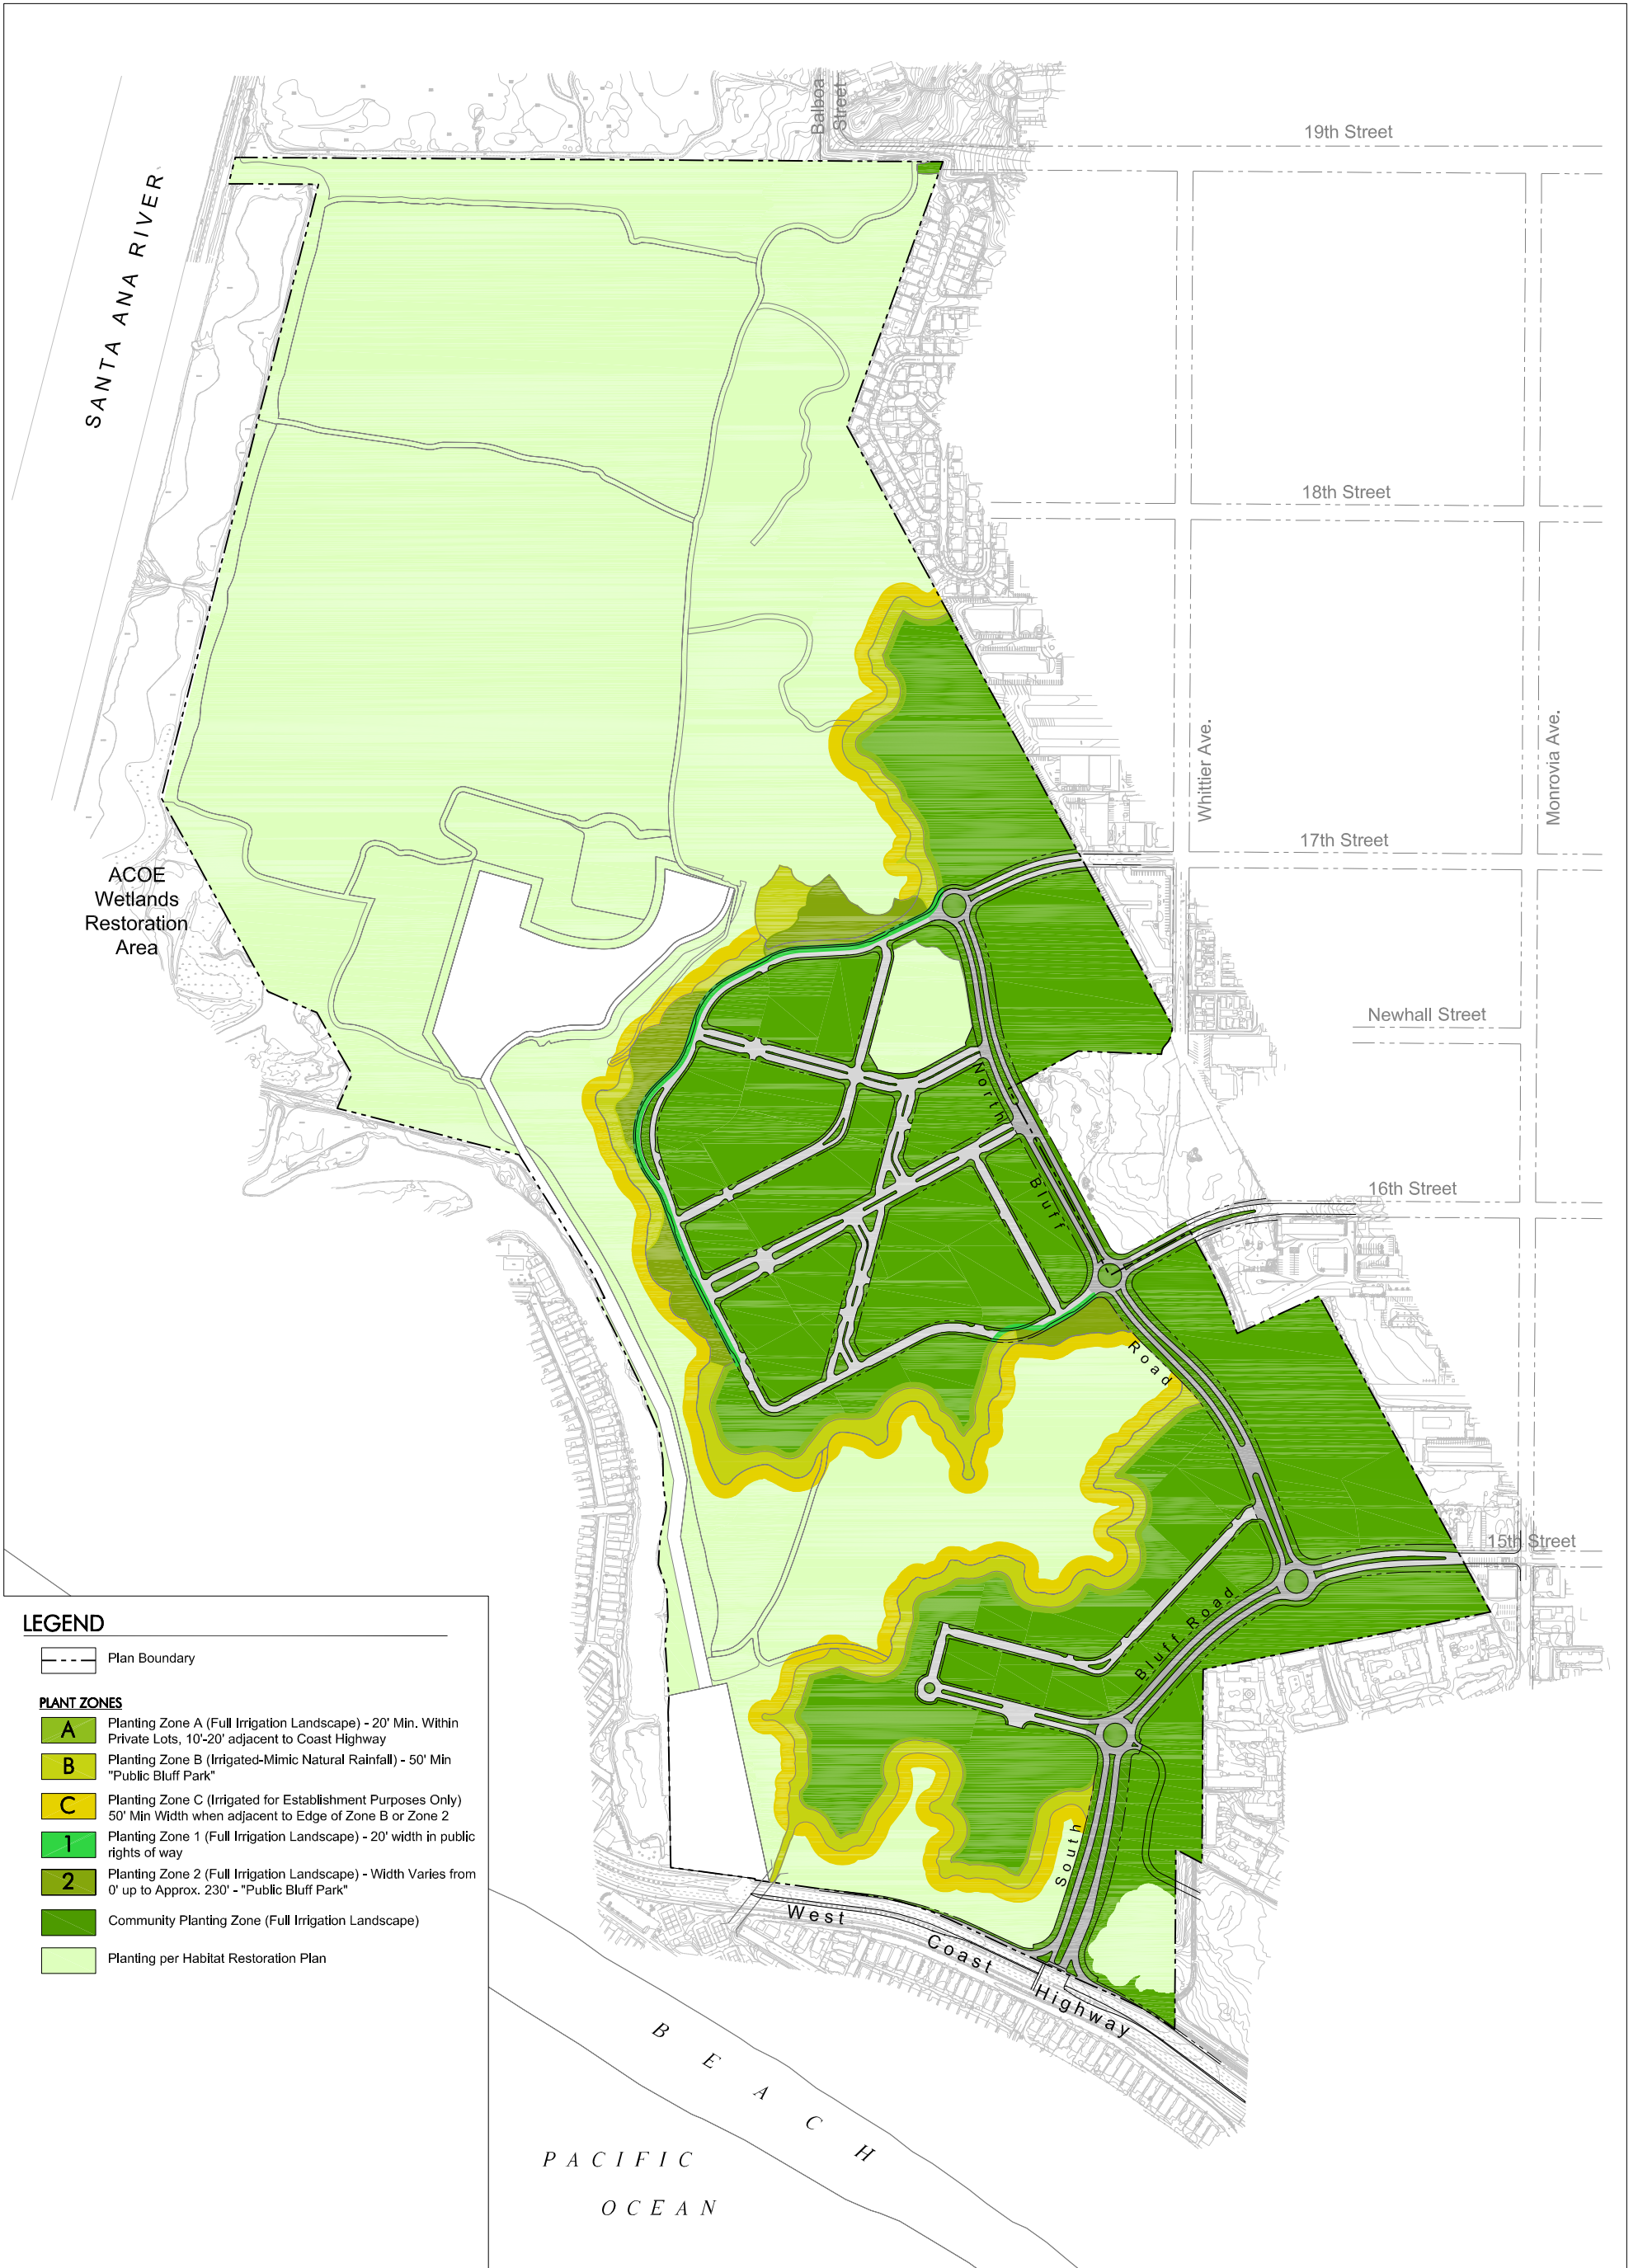 Balboa
Street
19th Street
SANTA ANA RIVER
18th Street
Whittier Ave.
Monrovia Ave.
17th Street
ACOE
Wetlands
Restoration
Area
Newhall Street
North Bluff Road
16th Street
15th Street
Bluff Road
South
West Coast Highway
BEACH
PACIFIC
OCEAN
LEGEND
Plan Boundary
PLANT ZONES
A
Planting Zone A (Full Irrigation Landscape) - 20' Min. Within
Private Lots, 10'-20' adjacent to Coast Highway
B
Planting Zone B (Irrigated-Mimic Natural Rainfall) - 50' Min
"Public Bluff Park"
C
Planting Zone C (Irrigated for Establishment Purposes Only)
50' Min Width when adjacent to Edge of Zone B or Zone 2
1
Planting Zone 1 (Full Irrigation Landscape) - 20' width in public
rights of way
2
Planting Zone 2 (Full Irrigation Landscape) - Width Varies from
0' up to Approx. 230' - "Public Bluff Park"
Community Planting Zone (Full Irrigation Landscape)
Planting per Habitat Restoration Plan